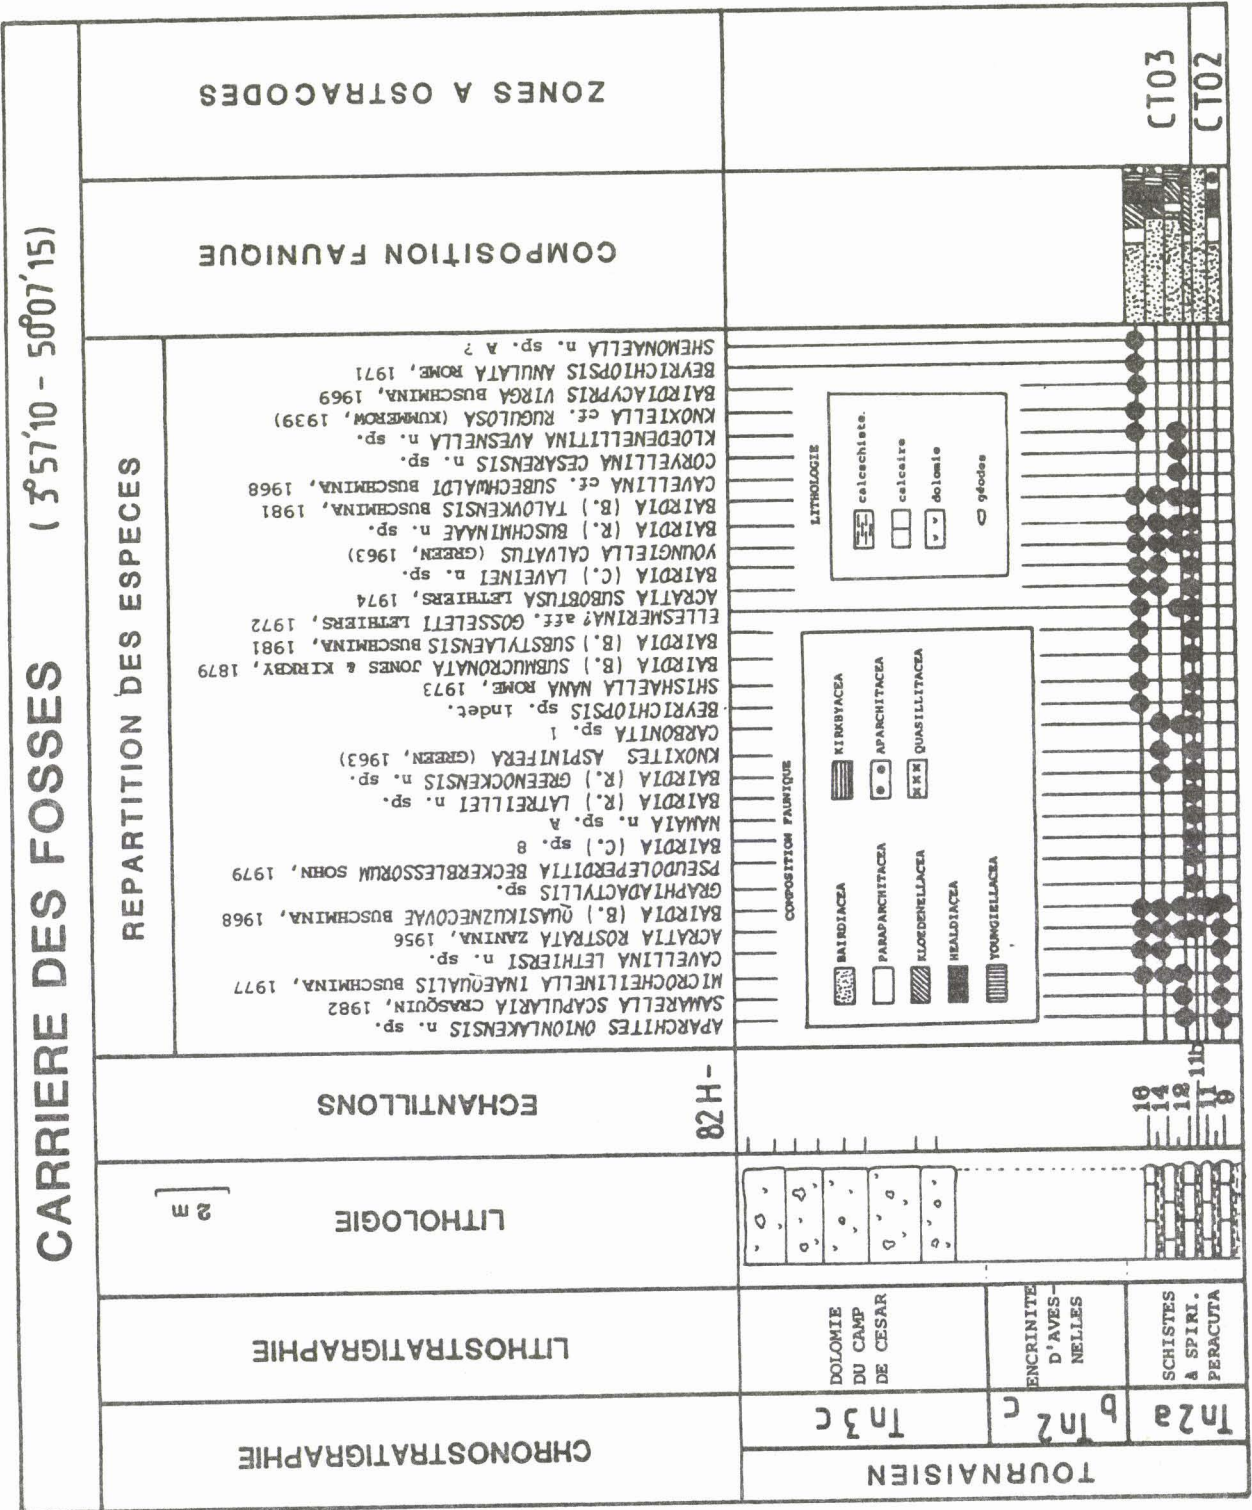 CARRIERE DES FOSSES (3°57'10 - 50°07'15)
CHRONOSTRATIGRAPHIE
LITHOSTRATIGRAPHIE
LITHOLOGIE
2 m
ECHANTILLONS
82H-
REPARTITION DES ESPECES
COMPOSITION FAUNIQUE
ZONES A OSTRACODES
APARCHITES ONIONLAKENSIS n. sp.
SAMARELLA SCAPULARIA CRASQUIN, 1982
MICROCHEILINELLA INAEQUALIS BUSCHMINA, 1977
CAVELLINA LETHIERSI n. sp.
ACRATIA ROSTRATA ZANINA, 1956
BAIRDIA (B.) QUASIKUZNECOVAE BUSCHMINA, 1968
GRAPHIADACTYLLIS sp.
PSEUDOLEPERDITIA BECKERBLESSORUM SOHN, 1979
BAIRDIA (C.) sp. 8
NAMAIA n. sp. A
BAIRDIA (R.) LATREILLEI n. sp.
BAIRDIA (R.) GREENOCKENSIS n. sp.
KNOXITES ASPINIFERA (GREEN, 1963)
CARBONITA sp. 1
BEYRICHIOPSIS sp. indet.
SHISHAELLA NANA ROME, 1973
BAIRDIA (B.) SUBMUCRONATA JONES & KIRKBY, 1879
BAIRDIA (B.) SUBSTYLAENSIS BUSCHMINA, 1981
ELLESMERINA? aff. GOSSELETI LETHIERS, 1972
ACRATIA SUBOBTUSA LETHIERS, 1974
BAIRDIA (C.) LAVEINEI n. sp.
YOUNGIELLA CALVATUS (GREEN, 1963)
BAIRDIA (R.) BUSCHMINAE n. sp.
BAIRDIA (B.) TALOVKENSIS BUSCHMINA, 1981
CAVELLINA cf. SUBECHWALDI BUSCHMINA, 1968
CORVELLINA CESARENSIS n. sp.
KLOEDENELLITINA AVESNELLA n. sp.
KNOXIELLA cf. RUGULOSA (KUMMEROW, 1939)
BAIRDIACYPRIS VIRGA BUSCHMINA, 1969
BEYRICHIOPSIS ANULATA ROME, 1971
SHEMONAELLA n. sp. A ?
TOURNAISIEN
Tn3c
Tn2 b c
Tn2a
DOLOMIE
DU CAMP
DE CESAR
ENCRINITE
D'AVES-
NELLES
SCHISTES
à SPIRI.
PERACUTA
16
14
12
11b
11
9
COMPOSITION FAUNIQUE
BAIRDIACEA
PARAPARCHITACEA
KLOEDENELLACEA
HEALDIACEA
YOUNGIELLACEA
KIRKBYACEA
APARCHITACEA
QUASILLITACEA
LITHOLOGIE
calcschiste.
calcaire
dolomie
géodes
CTO3
CTO2